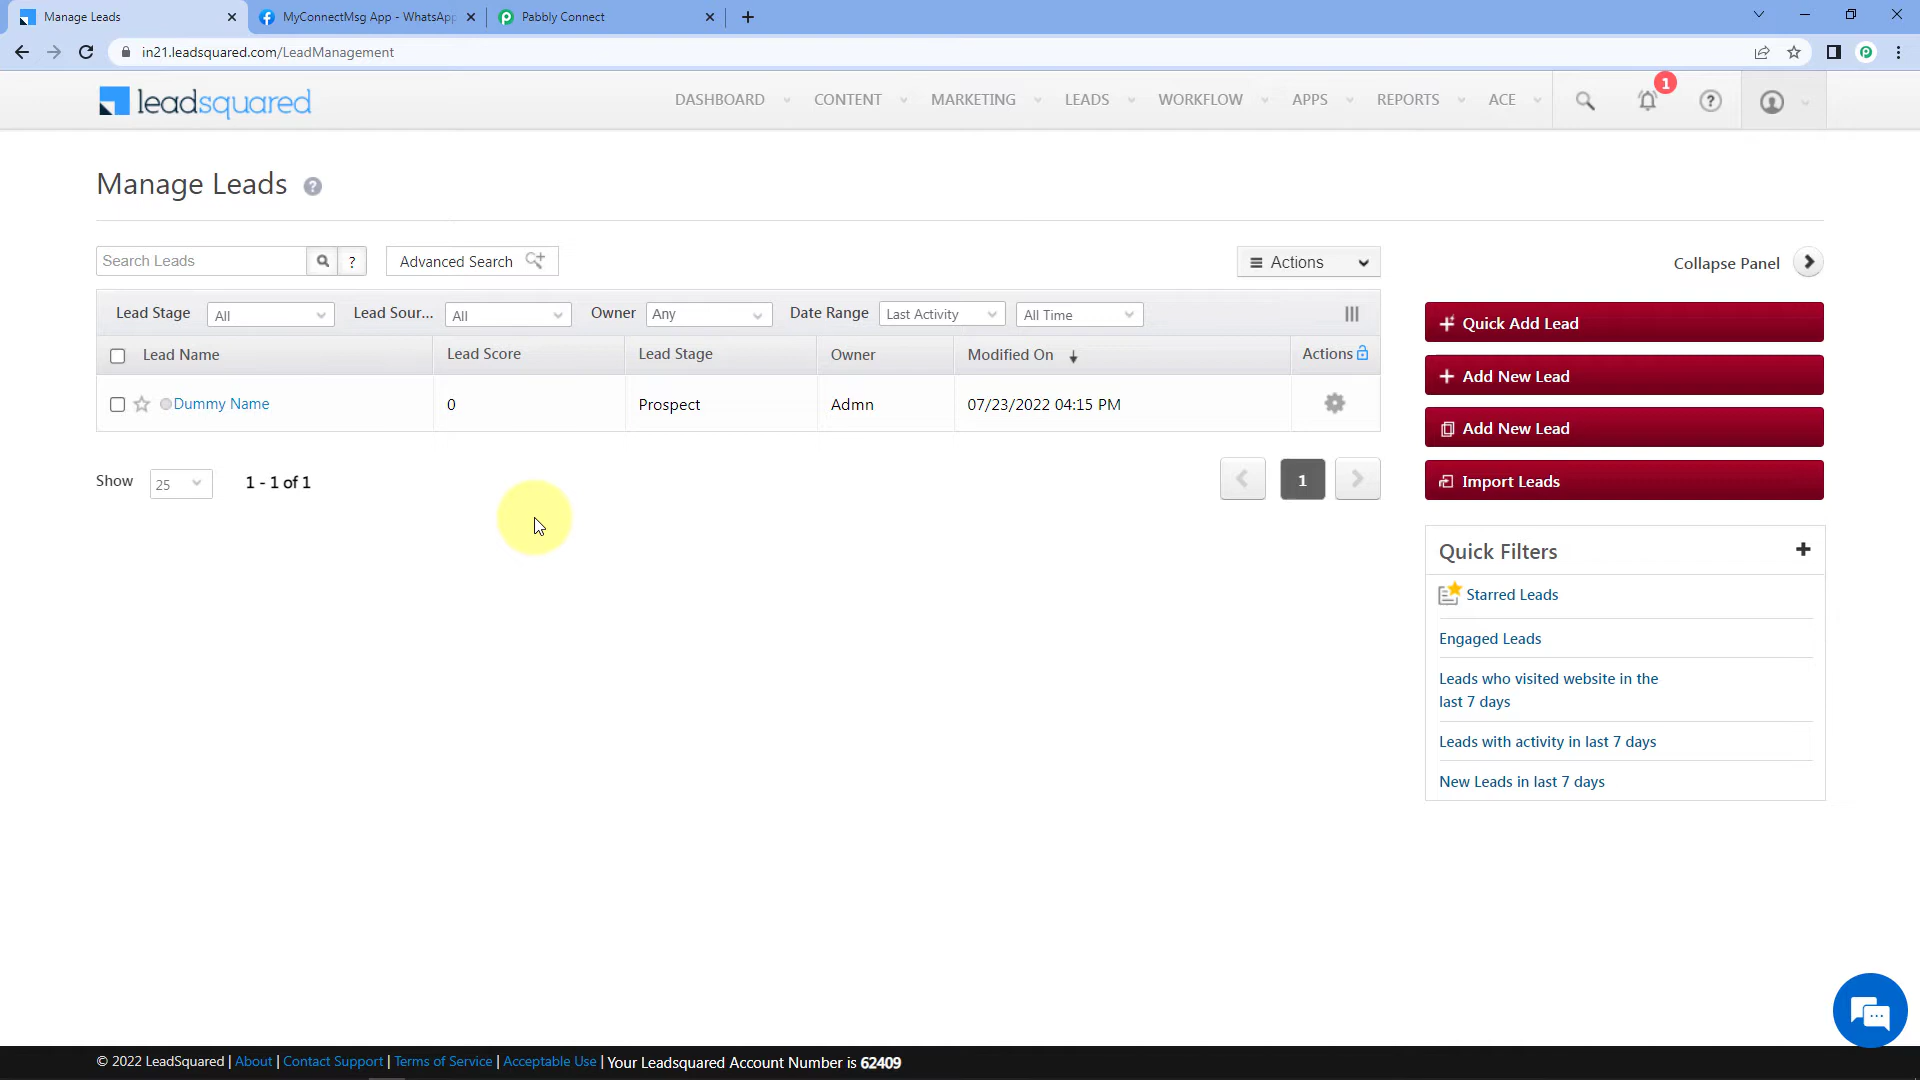 Manage Leads
MyConnectMsg App - WhatsApp
Pabbly Connect
in21.leadsquared.com/LeadManagement
leadsquared
DASHBOARD
CONTENT
MARKETING
LEADS
WORKFLOW
APPS
REPORTS
ACE
1
?
Manage Leads ?
Search Leads
?
Advanced Search
Actions
Collapse Panel
Lead Stage
All
Lead Sour...
All
Owner
Any
Date Range
Last Activity
All Time
Lead Name
Lead Score
Lead Stage
Owner
Modified On
Actions
Dummy Name
0
Prospect
Admn
07/23/2022 04:15 PM
Show
25
1 - 1 of 1
1
Quick Add Lead
Add New Lead
Add New Lead
Import Leads
Quick Filters
Starred Leads
Engaged Leads
Leads who visited website in the
last 7 days
Leads with activity in last 7 days
New Leads in last 7 days
© 2022 LeadSquared | About | Contact Support | Terms of Service | Acceptable Use | Your Leadsquared Account Number is 62409